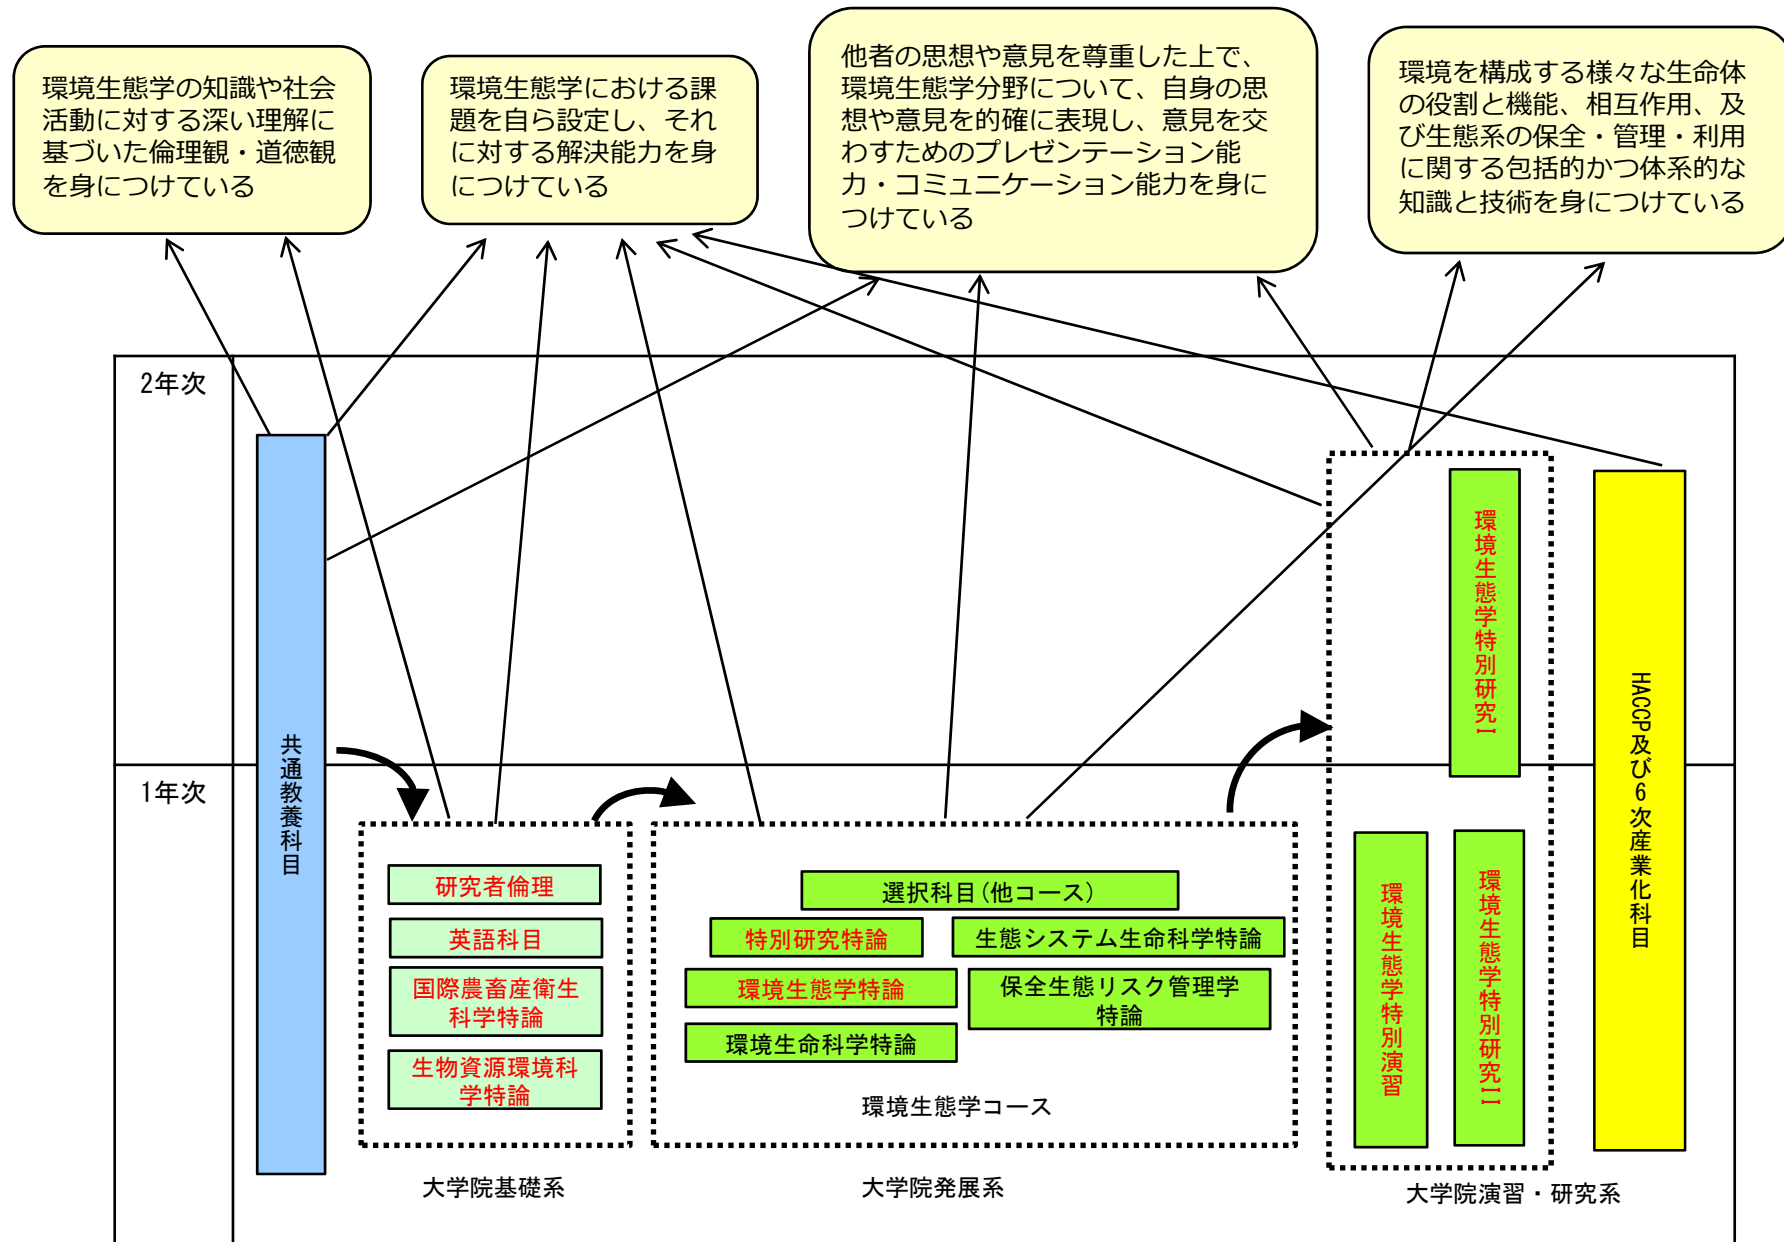 環境生態学の知識や社会
活動に対する深い理解に
基づいた倫理観・道徳観
を身につけている
環境生態学における課
題を自ら設定し、それ
に対する解決能力を身
につけている
他者の思想や意見を尊重した上で、
環境生態学分野について、自身の思
想や意見を的確に表現し、意見を交
わすためのプレゼンテーション能
力・コミュニケーション能力を身に
つけている
環境を構成する様々な生命体
の役割と機能、相互作用、及
び生態系の保全・管理・利用
に関する包括的かつ体系的な
知識と技術を身につけている
2年次
1年次
共通教養科目
研究者倫理
英語科目
国際農畜産衛生
科学特論
生物資源環境科
学特論
大学院基礎系
選択科目(他コース)
特別研究特論
生態システム生命科学特論
環境生態学特論
保全生態リスク管理学
特論
環境生命科学特論
環境生態学コース
大学院発展系
環境生態学特別研究I
環境生態学特別演習
環境生態学特別研究II
大学院演習・研究系
HACCP及び6次産業化科目